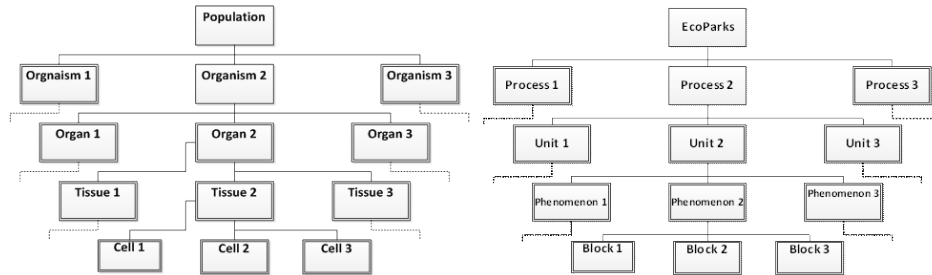 Population
Orgnaism 1 Organism 2 Organism 3
Organ 1 Organ 2 Organ 3
Tissue 1 Tissue 2 Tissue 3
Cell 1 Cell 2 Cell 3
EcoParks
Process 1 Process 2 Process 3
Unit 1 Unit 2 Unit 3
Phenomenon 1 Phenomenon 2 Phenomenon 3
Block 1 Block 2 Block 3